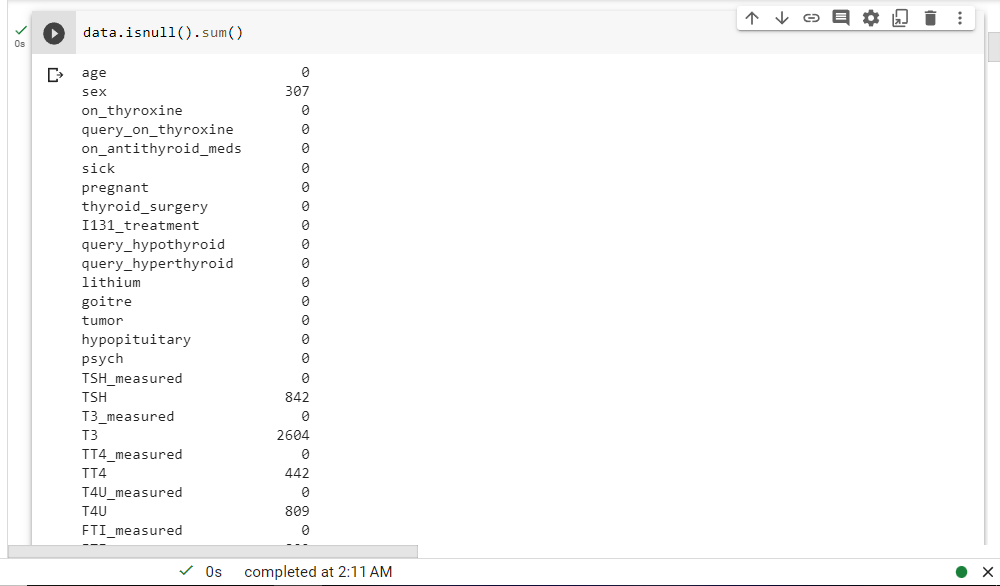 data.isnull().sum()
0s
age 0
sex 307
on_thyroxine 0
query_on_thyroxine 0
on_antithyroid_meds 0
sick 0
pregnant 0
thyroid_surgery 0
I131_treatment 0
query_hypothyroid 0
query_hyperthyroid 0
lithium 0
goitre 0
tumor 0
hypopituitary 0
psych 0
TSH_measured 0
TSH 842
T3_measured 0
T3 2604
TT4_measured 0
TT4 442
T4U_measured 0
T4U 809
FTI_measured 0
0s completed at 2:11 AM